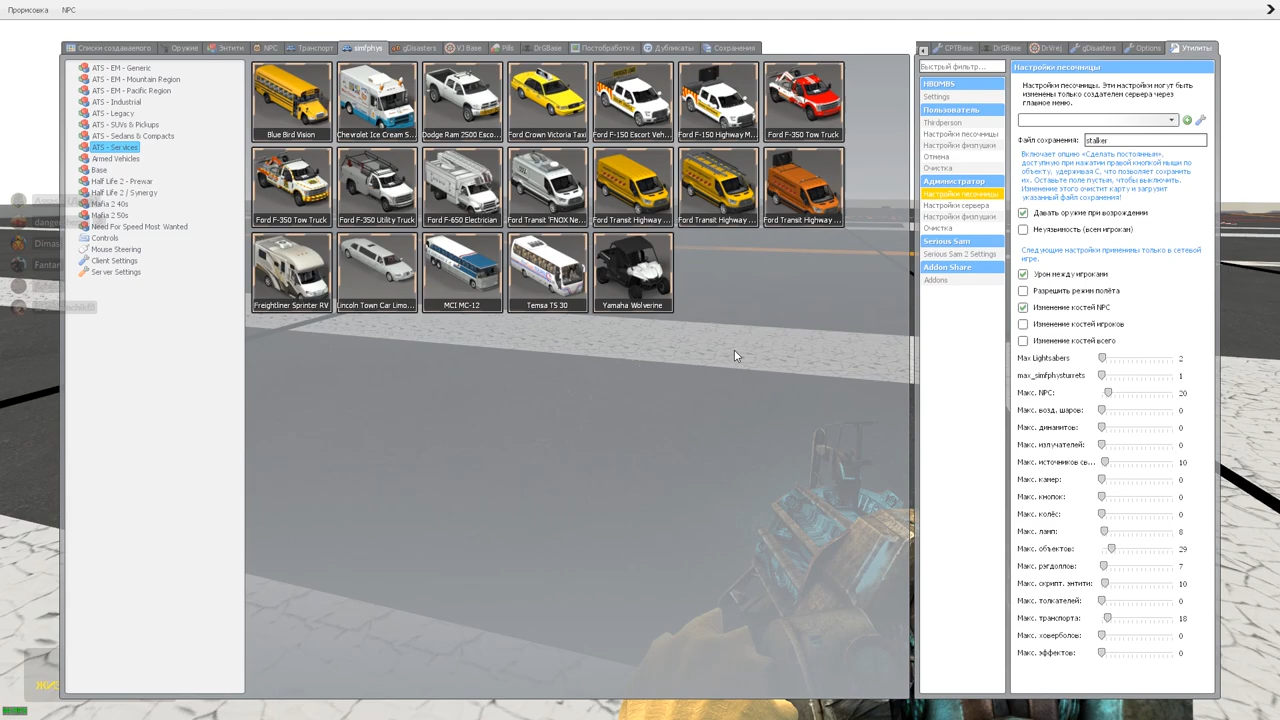 Прорисовка NPC
Списки создаваемого Оружие Энтити NPC Транспорт simfphys gDisasters VJ Base Pills DrGBase Постобработка Дубликаты Сохранения
ATS - EM - Generic
ATS - EM - Mountain Region
ATS - EM - Pacific Region
ATS - Industrial
ATS - Legacy
ATS - SUVs & Pickups
ATS - Sedans & Compacts
ATS - Services
Armed Vehicles
Base
Half Life 2 - Prewar
Half Life 2 / Synergy
Mafia 2 40s
Mafia 2 50s
Need For Speed Most Wanted
Controls
Mouse Steering
Client Settings
Server Settings
Blue Bird Vision
Chevrolet Ice Cream S...
Dodge Ram 2500 Esco...
Ford Crown Victoria Taxi
Ford F-150 Escort Veh...
Ford F-150 Highway M...
Ford F-350 Tow Truck
Ford F-350 Tow Truck
Ford F-350 Utility Truck
Ford F-650 Electrician
Ford Transit 'FNOX Ne...
Ford Transit Highway ...
Ford Transit Highway ...
Ford Transit Highway ...
Freightliner Sprinter RV
Lincoln Town Car Limo...
MCI MC-12
Temsa TS 30
Yamaha Wolverine
CPTBase DrGBase DrVrej gDisasters Options Утилиты
Быстрый фильтр...
HBOMBS
Settings
Пользователь
Thirdperson
Настройки песочницы
Настройки физпушки
Отмена
Очистка
Администратор
Настройки песочницы
Настройки сервера
Настройки физпушки
Очистка
Serious Sam
Serious Sam 2 Settings
Addon Share
Addons
Настройки песочницы
Настройки песочницы. Эти настройки могут быть
изменены только создателем сервера через
главное меню.
Файл сохранения: stalker
Включает опцию «Сделать постоянным»,
доступную при нажатии правой кнопкой мыши по
объекту, удерживая C, что позволяет сохранить
их. Оставьте поле пустым, чтобы выключить.
Изменение этого очистит карту и загрузит
указанный файл сохранения!
Давать оружие при возрождении
Неуязвимость (всем игрокам)
Следующие настройки применимы только в сетевой
игре.
Урон между игроками
Разрешить режим полёта
Изменение костей NPC
Изменение костей игроков
Изменение костей всего
Max Lightsabers 2
max_simfphysturrets 1
Макс. NPC: 20
Макс. возд. шаров: 0
Макс. динамитов: 0
Макс. излучателей: 0
Макс. источников св... 10
Макс. камер: 0
Макс. кнопок: 0
Макс. колёс: 0
Макс. ламп: 8
Макс. объектов: 29
Макс. рэгдоллов: 7
Макс. скрипт. энтити: 10
Макс. толкателей: 0
Макс. транспорта: 18
Макс. ховерболов: 0
Макс. эффектов: 0